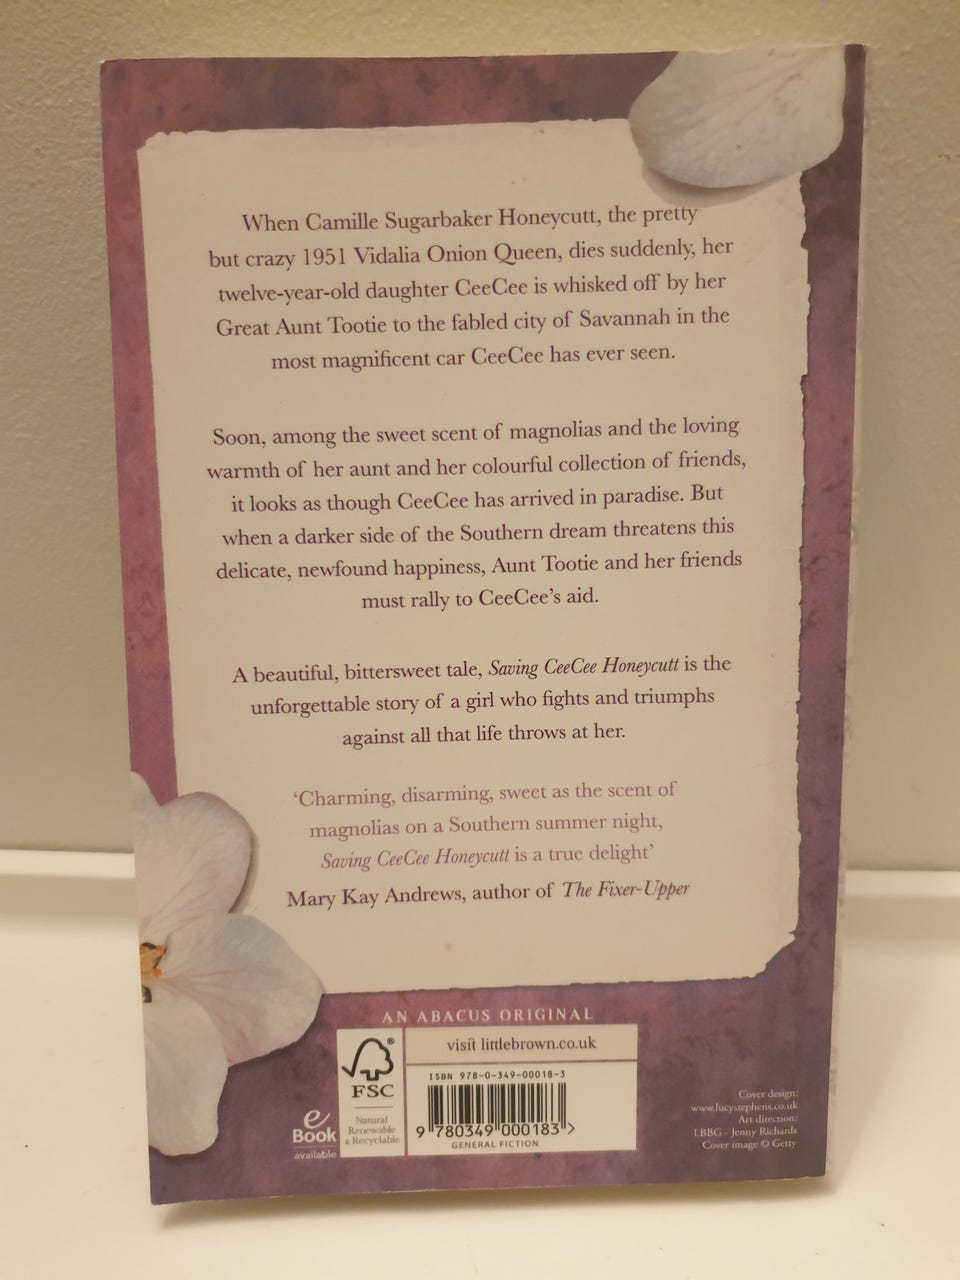 When Camille Sugarbaker Honeycutt, the pretty
but crazy 1951 Vidalia Onion Queen, dies suddenly, her
twelve-year-old daughter CeeCee is whisked off by her
Great Aunt Tootie to the fabled city of Savannah in the
most magnificent car CeeCee has ever seen.
Soon, among the sweet scent of magnolias and the loving
warmth of her aunt and her colourful collection of friends,
it looks as though CeeCee has arrived in paradise. But
when a darker side of the Southern dream threatens this
delicate, newfound happiness, Aunt Tootie and her friends
must rally to CeeCee's aid.
A beautiful, bittersweet tale, Saving CeeCee Honeycutt is the
unforgettable story of a girl who fights and triumphs
against all that life throws at her.
‘Charming, disarming, sweet as the scent of
magnolias on a Southern summer night,
Saving CeeCee Honeycutt is a true delight’
Mary Kay Andrews, author of The Fixer-Upper
AN ABACUS ORIGINAL
visit littlebrown.co.uk
ISBN 978-0-349-00018-3
9 780349 000183 >
GENERAL FICTION
®
FSC
Natural
Renewable
& Recyclable
e
Book
available
Cover design:
www.lucystephens.co.uk
Art direction:
LBBG - Jenny Richards
Cover image © Getty